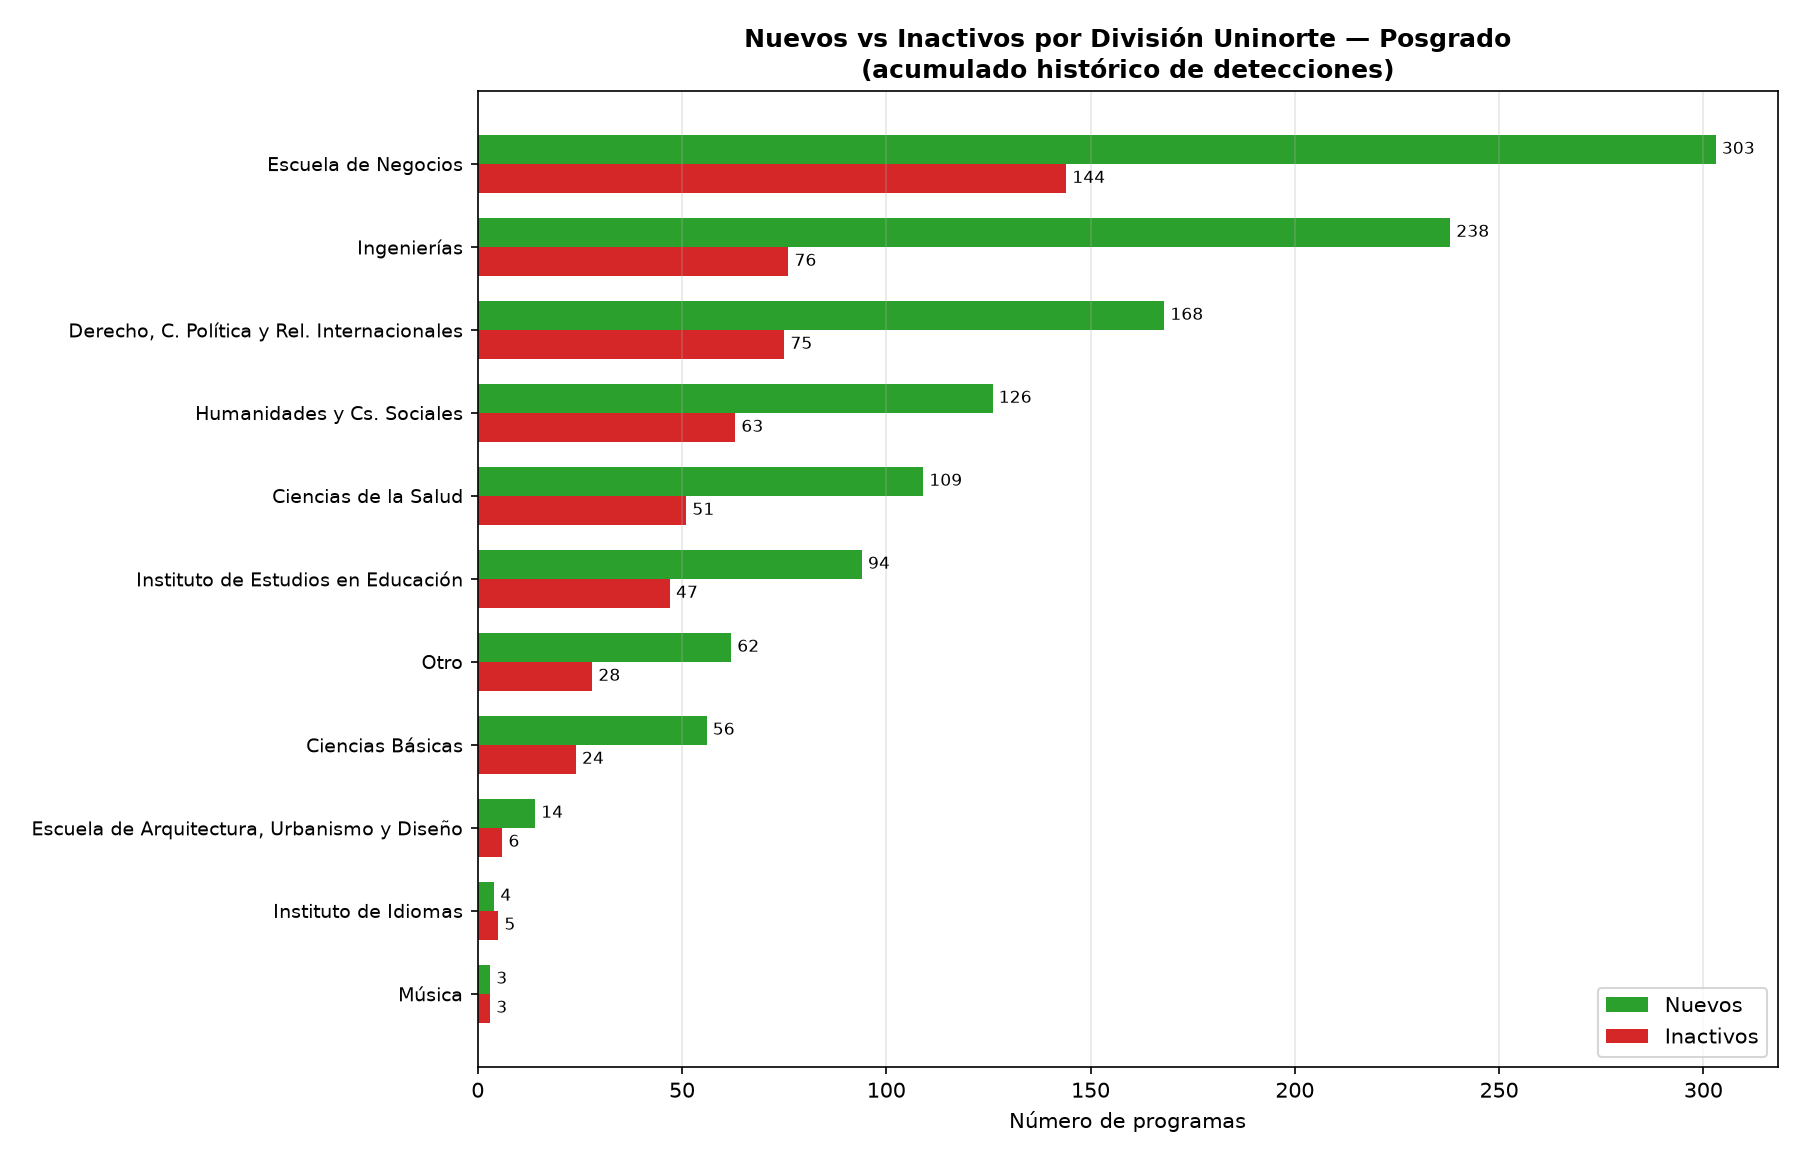 Nuevos vs Inactivos por División Uninorte — Posgrado
(acumulado histórico de detecciones)
Escuela de Negocios
303
144
Ingenierías
238
76
Derecho, C. Política y Rel. Internacionales
168
75
Humanidades y Cs. Sociales
126
63
Ciencias de la Salud
109
51
Instituto de Estudios en Educación
94
47
Otro
62
28
Ciencias Básicas
56
24
Escuela de Arquitectura, Urbanismo y Diseño
14
6
Instituto de Idiomas
4
5
Música
3
3
Nuevos
Inactivos
0 50 100 150 200 250 300
Número de programas